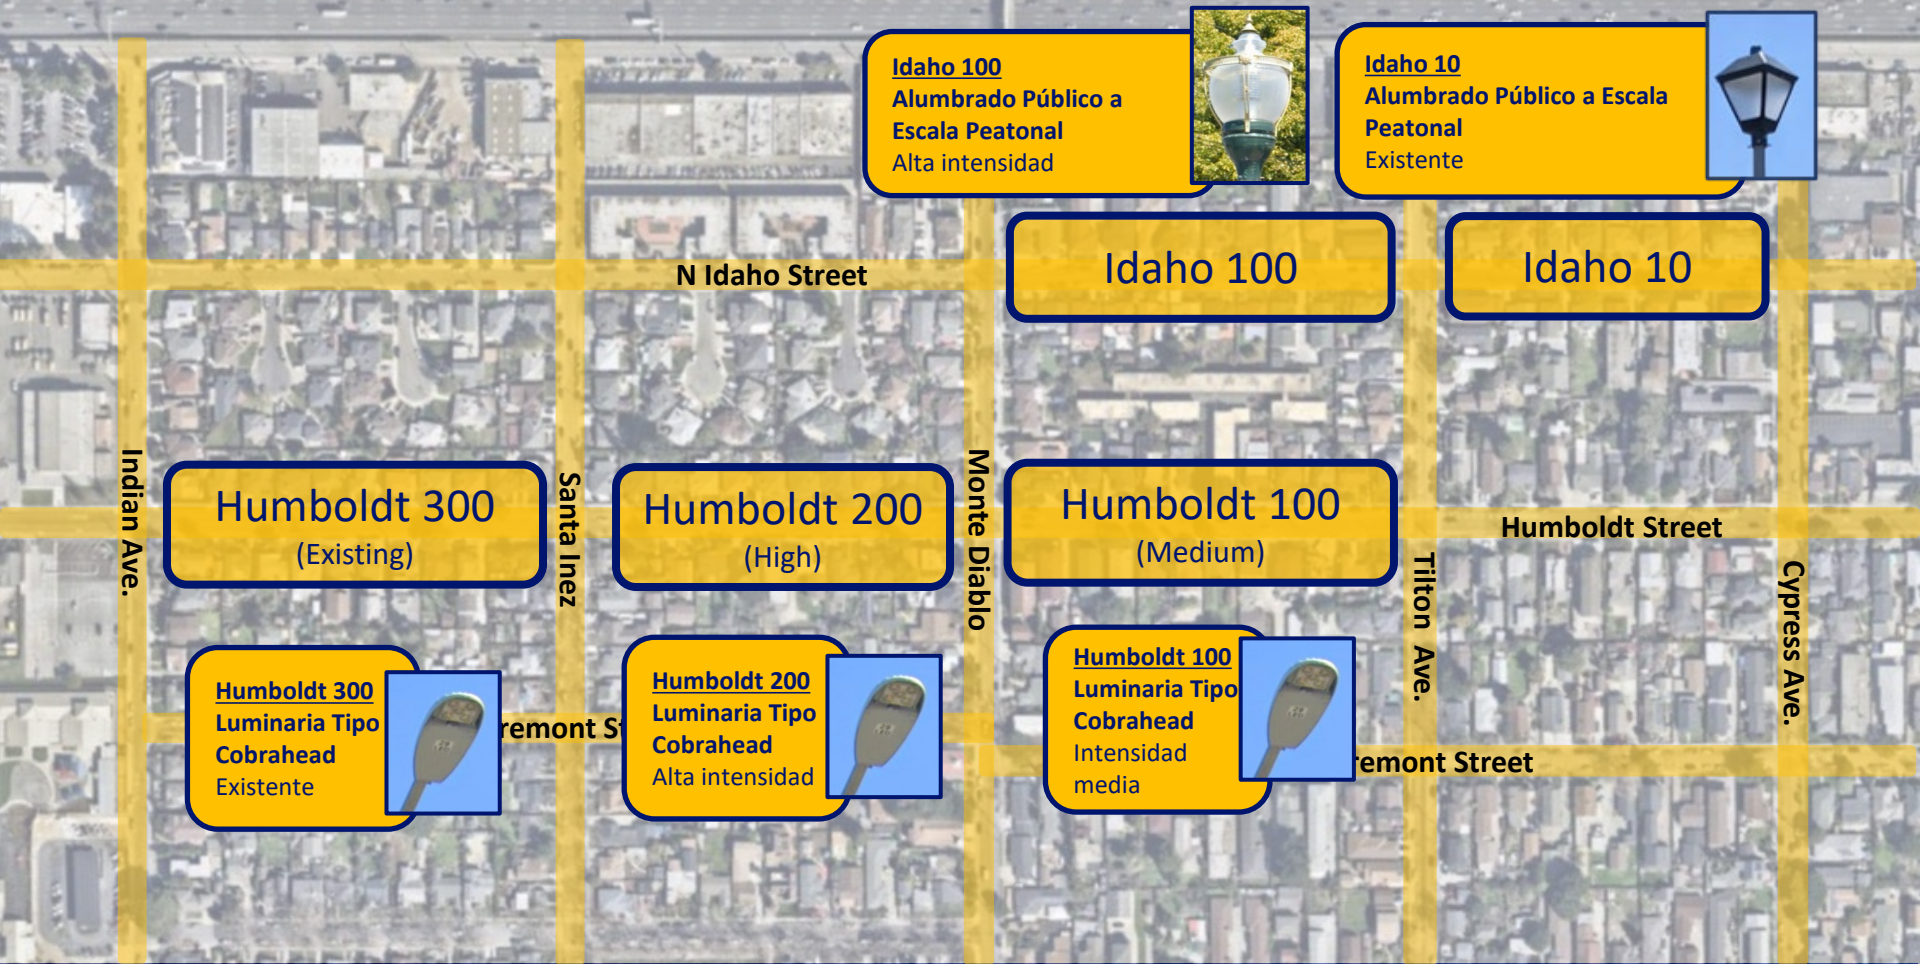 Idaho 100
Alumbrado Público a
Escala Peatonal
Alta intensidad
Idaho 10
Alumbrado Público a Escala
Peatonal
Existente
Idaho 100
Idaho 10
N Idaho Street
Indian Ave.
Santa Inez
Monte Diablo
Tilton Ave.
Cypress Ave.
Humboldt 300
(Existing)
Humboldt 200
(High)
Humboldt 100
(Medium)
Humboldt Street
Humboldt 300
Luminaria Tipo
Cobrahead
Existente
remont St
Humboldt 200
Luminaria Tipo
Cobrahead
Alta intensidad
Humboldt 100
Luminaria Tipo
Cobrahead
Intensidad
media
remont Street